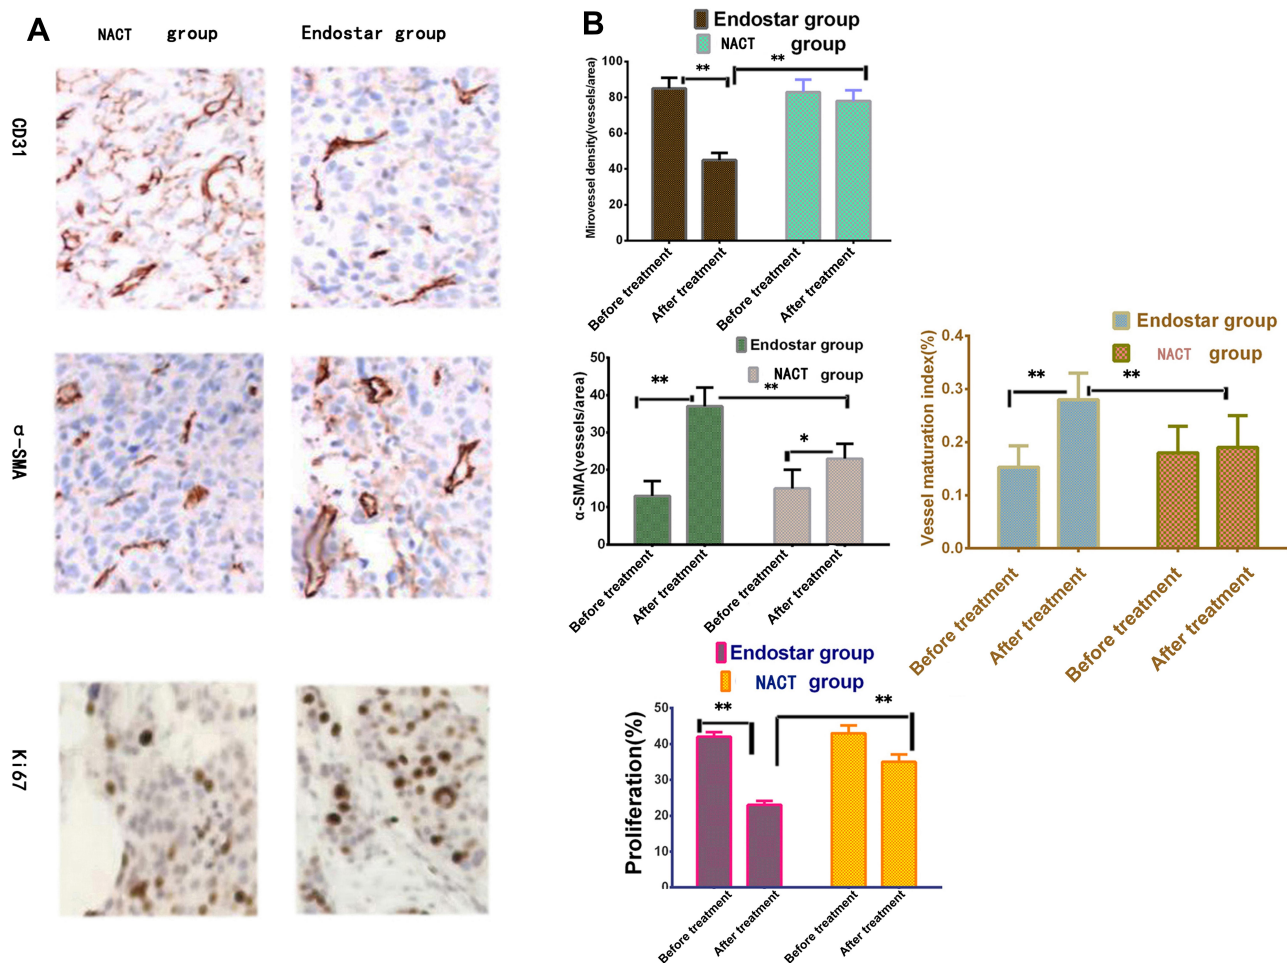 A
NACT group
Endostar group
CD31
α-SMA
Ki67
B
Endostar group
NACT group
Mirovessel density(vessels/area)
100
80
60
40
20
0
**
**
Before treatment
After treatment
Before treatment
After treatment
Endostar group
NACT group
α-SMA(vessels/area)
50
40
30
20
10
0
**
**
*
Before treatment
After treatment
Before treatment
After treatment
Endostar group
NACT group
Vessel maturation index(%)
0.4
0.3
0.2
0.1
0.0
**
**
Before treatment
After treatment
Before treatment
After treatment
Endostar group
NACT group
Proliferation(%)
50
40
30
20
10
0
**
**
Before treatment
After treatment
Before treatment
After treatment